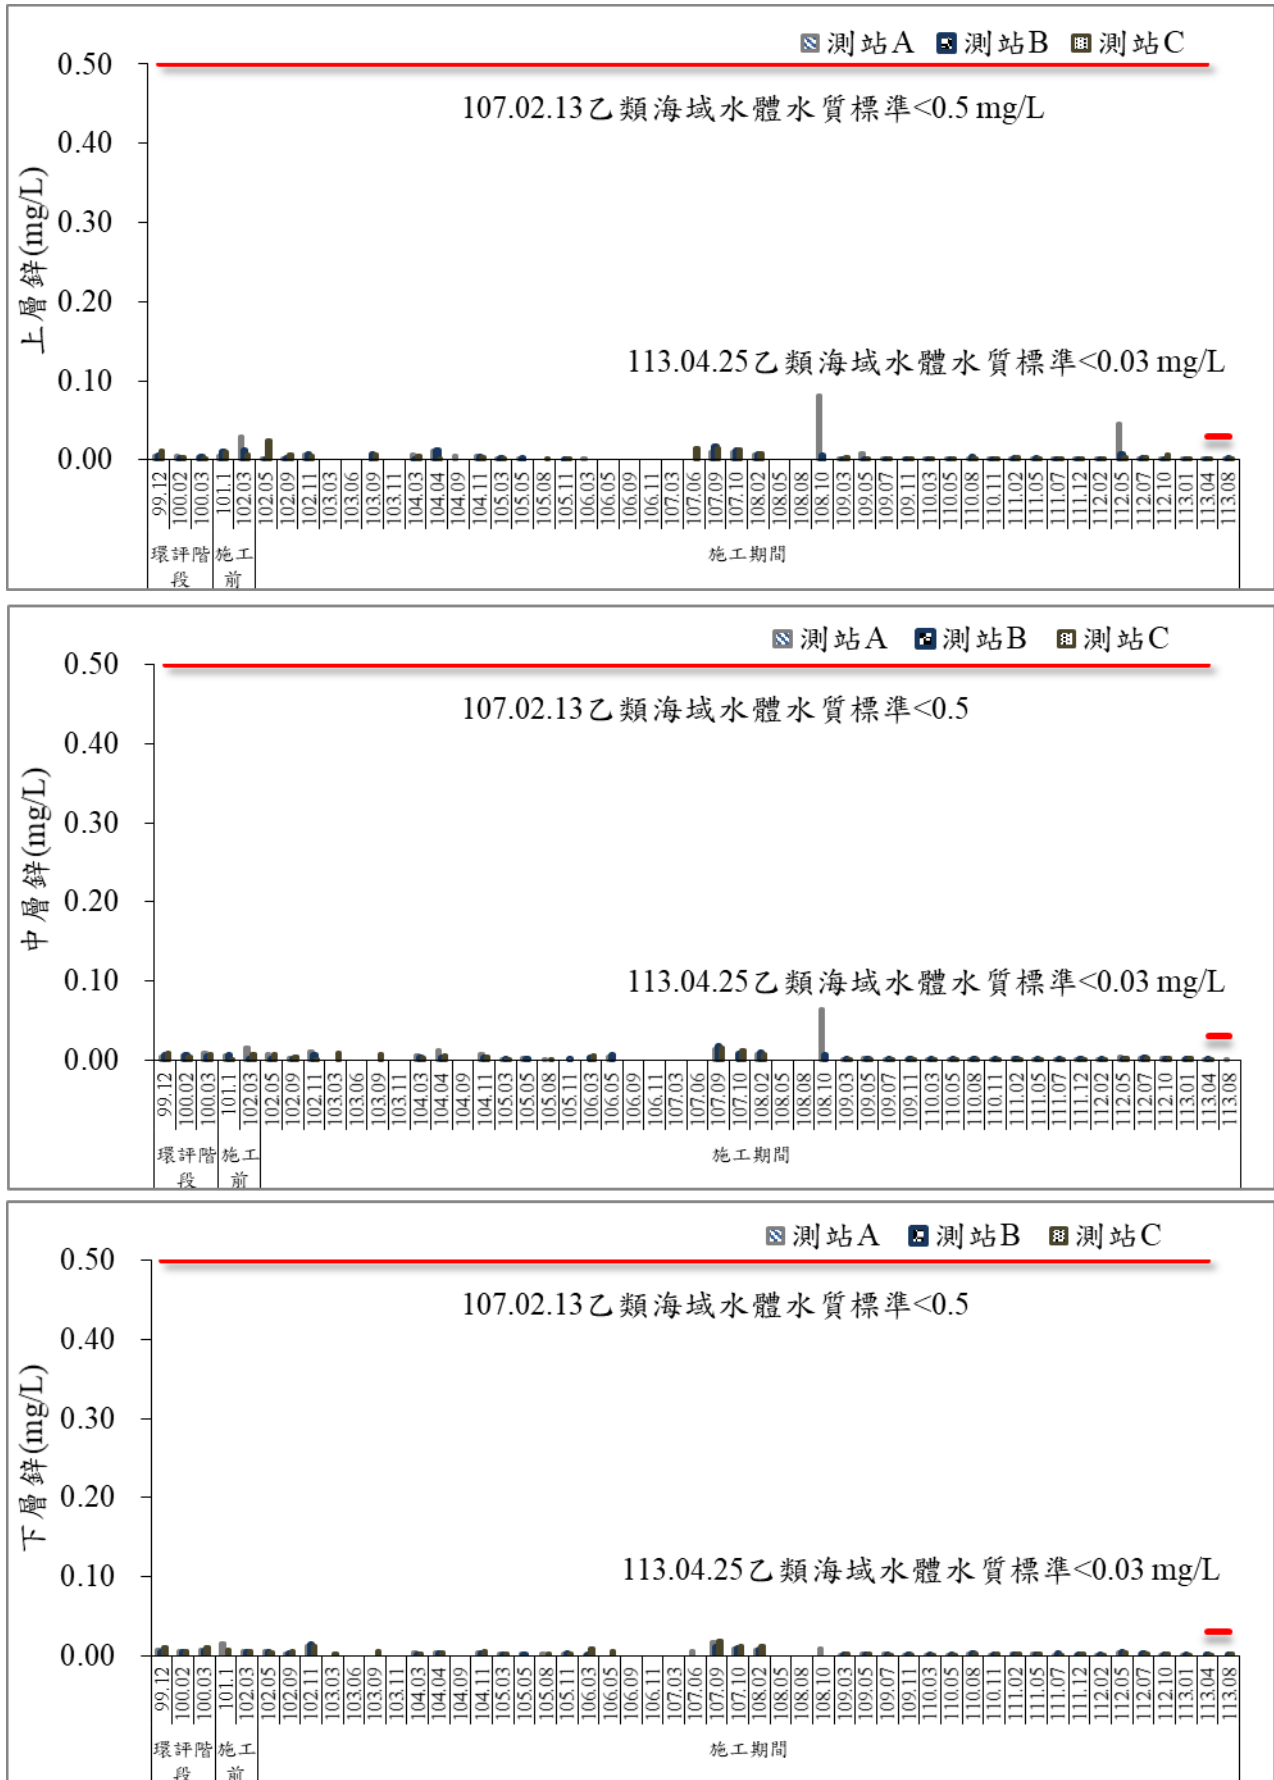 測站A 測站B 測站C
0.50
107.02.13乙類海域水體水質標準<0.5 mg/L
0.40
0.30
上層鋅(mg/L)
0.20
113.04.25乙類海域水體水質標準<0.03 mg/L
0.10
0.00
99.12 100.02 100.03 101.1 102.03 102.05 102.09 102.11 103.03 103.06 103.09 103.11 104.03 104.04 104.09 104.11 105.03 105.05 105.08 105.11 106.03 106.05 106.09 106.11 107.03 107.06 107.09 107.10 108.02 108.05 108.08 108.10 109.03 109.05 109.07 109.11 110.03 110.05 110.08 110.11 111.02 111.05 111.07 111.12 112.02 112.05 112.07 112.10 113.01 113.04 113.08
環評階段 施工前 施工期間
測站A 測站B 測站C
0.50
107.02.13乙類海域水體水質標準<0.5
0.40
0.30
中層鋅(mg/L)
0.20
0.10
113.04.25乙類海域水體水質標準<0.03 mg/L
0.00
99.12 100.02 100.03 101.1 102.03 102.05 102.09 102.11 103.03 103.06 103.09 103.11 104.03 104.04 104.09 104.11 105.03 105.05 105.08 105.11 106.03 106.05 106.09 106.11 107.03 107.06 107.09 107.10 108.02 108.05 108.08 108.10 109.03 109.05 109.07 109.11 110.03 110.05 110.08 110.11 111.02 111.05 111.07 111.12 112.02 112.05 112.07 112.10 113.01 113.04 113.08
環評階段 施工前 施工期間
測站A 測站B 測站C
0.50
107.02.13乙類海域水體水質標準<0.5
0.40
0.30
下層鋅(mg/L)
0.20
0.10
113.04.25乙類海域水體水質標準<0.03 mg/L
0.00
99.12 100.02 100.03 101.1 102.03 102.05 102.09 102.11 103.03 103.06 103.09 103.11 104.03 104.04 104.09 104.11 105.03 105.05 105.08 105.11 106.03 106.05 106.09 106.11 107.03 107.06 107.09 107.10 108.02 108.05 108.08 108.10 109.03 109.05 109.07 109.11 110.03 110.05 110.08 110.11 111.02 111.05 111.07 111.12 112.02 112.05 112.07 112.10 113.01 113.04 113.08
環評階段 施工前 施工期間